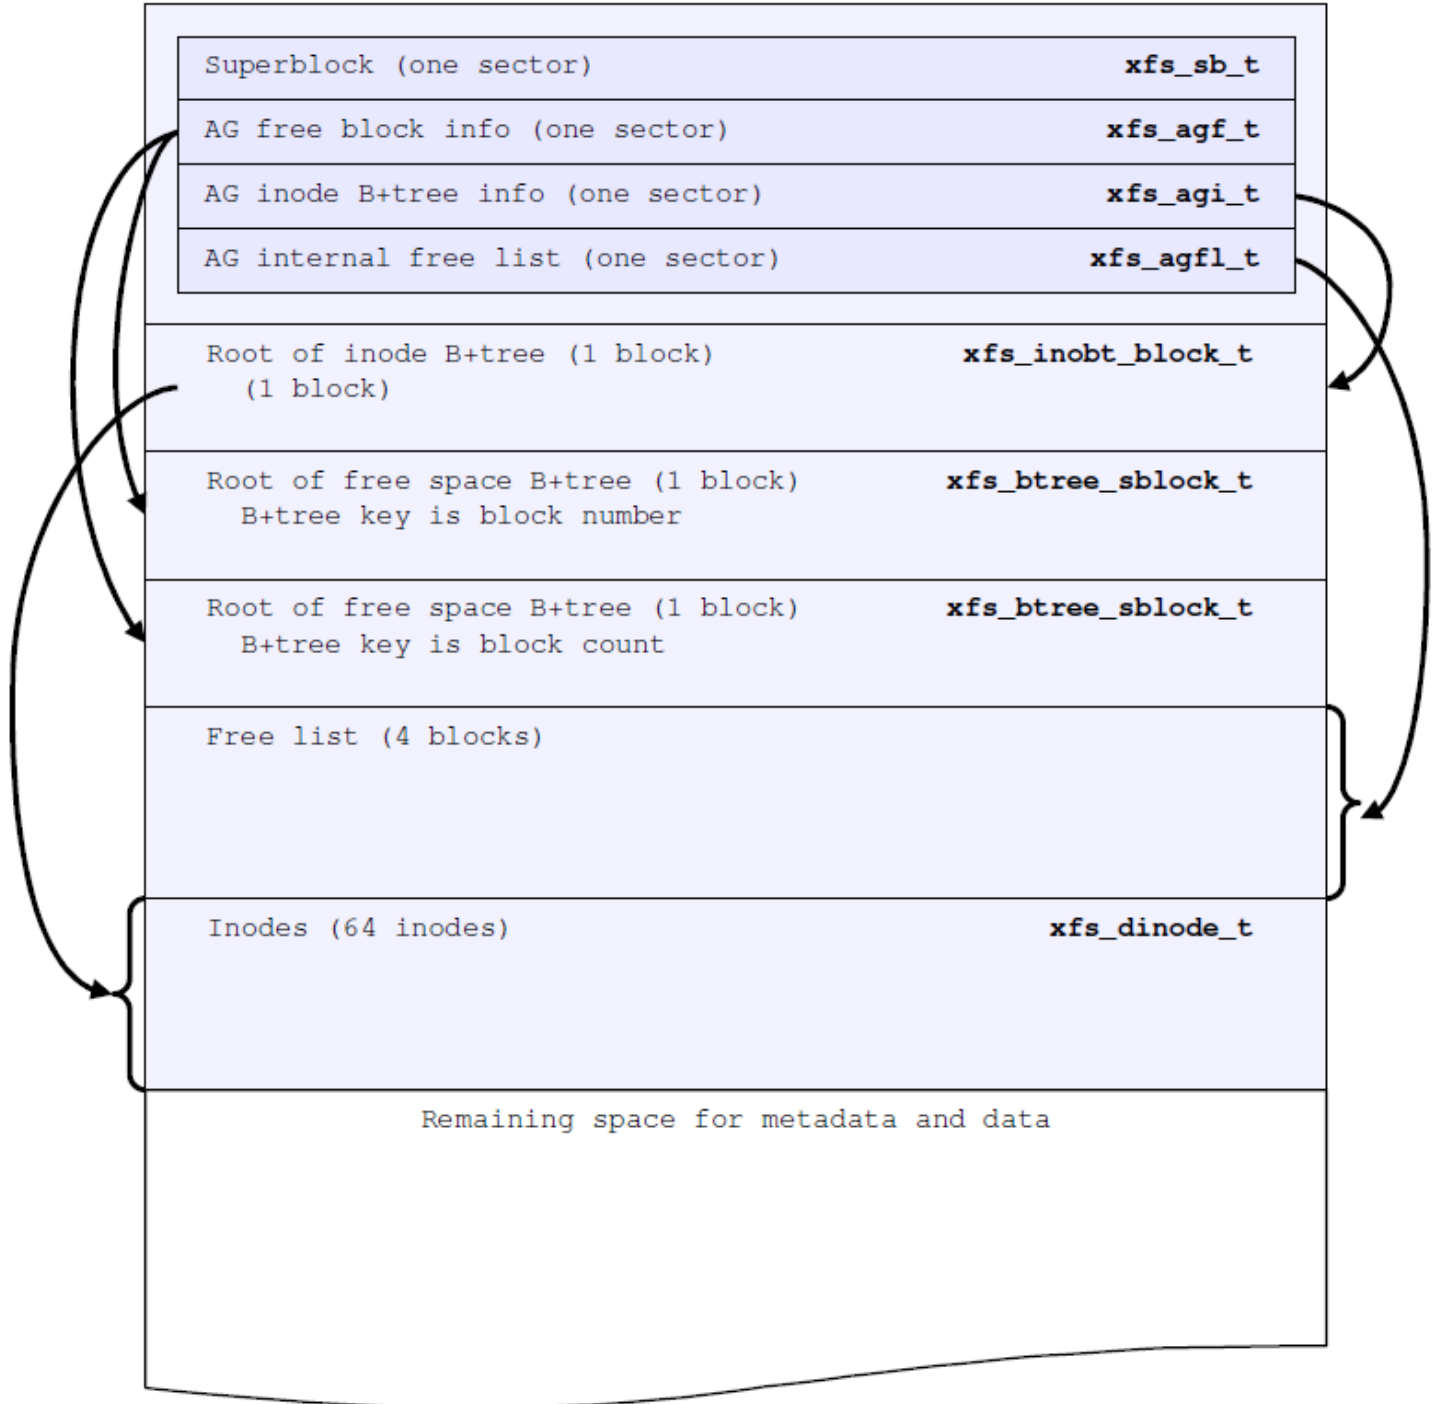 Superblock (one sector) xfs_sb_t
AG free block info (one sector) xfs_agf_t
AG inode B+tree info (one sector) xfs_agi_t
AG internal free list (one sector) xfs_agfl_t
Root of inode B+tree (1 block) xfs_inobt_block_t
(1 block)
Root of free space B+tree (1 block) xfs_btree_sblock_t
B+tree key is block number
Root of free space B+tree (1 block) xfs_btree_sblock_t
B+tree key is block count
Free list (4 blocks)
Inodes (64 inodes) xfs_dinode_t
Remaining space for metadata and data